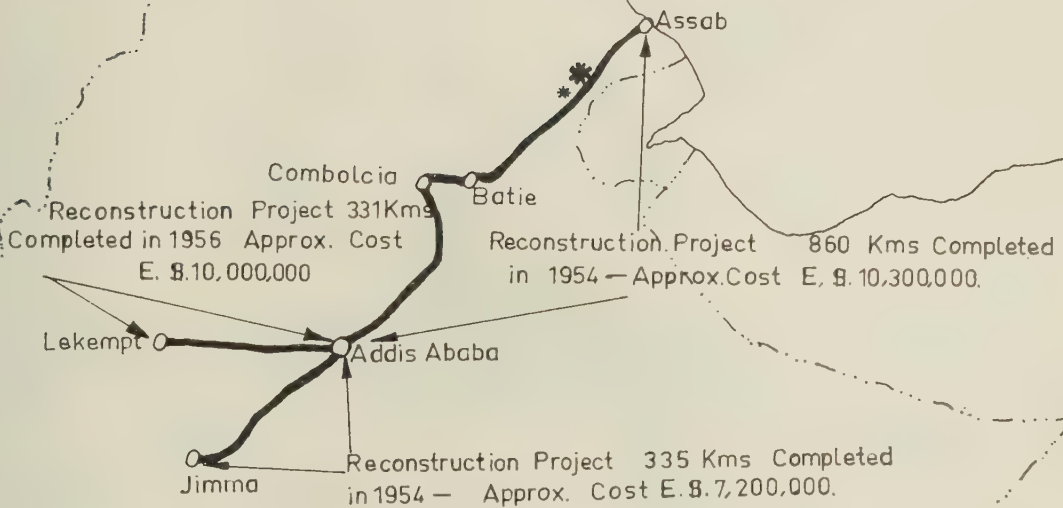 Assab
Combolcia
Batie
Reconstruction Project 331Kms
Completed in 1956 Approx. Cost
E. $.10,000,000
Reconstruction. Project 860 Kms Completed
in 1954 — Approx.Cost E, $. 10,300,000.
Lekempt
Addis Ababa
Reconstruction Project 335 Kms Completed
in 1954 — Approx. Cost E. $.7,200,000.
Jimma